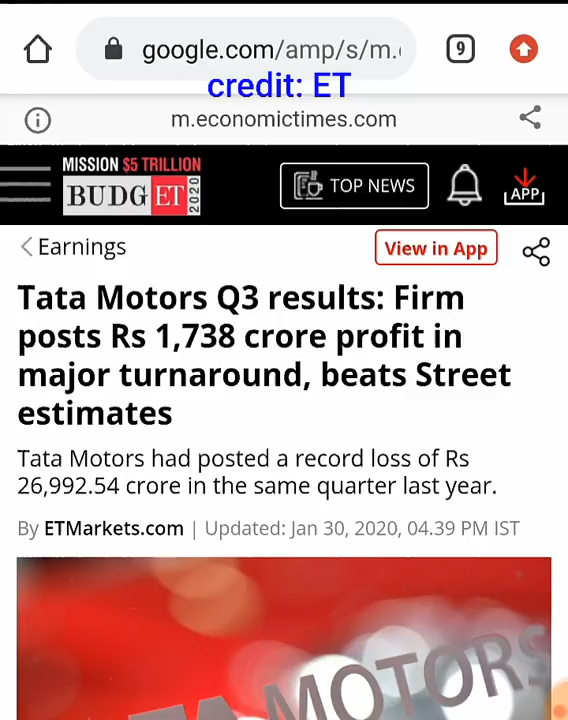 google.com/amp/s/m.
9
credit: ET
m.economictimes.com
MISSION $5 TRILLION
BUDGET 2020
TOP NEWS
APP
Earnings
View in App
Tata Motors Q3 results: Firm
posts Rs 1,738 crore profit in
major turnaround, beats Street
estimates
Tata Motors had posted a record loss of Rs
26,992.54 crore in the same quarter last year.
By ETMarkets.com | Updated: Jan 30, 2020, 04.39 PM IST
MOTORS